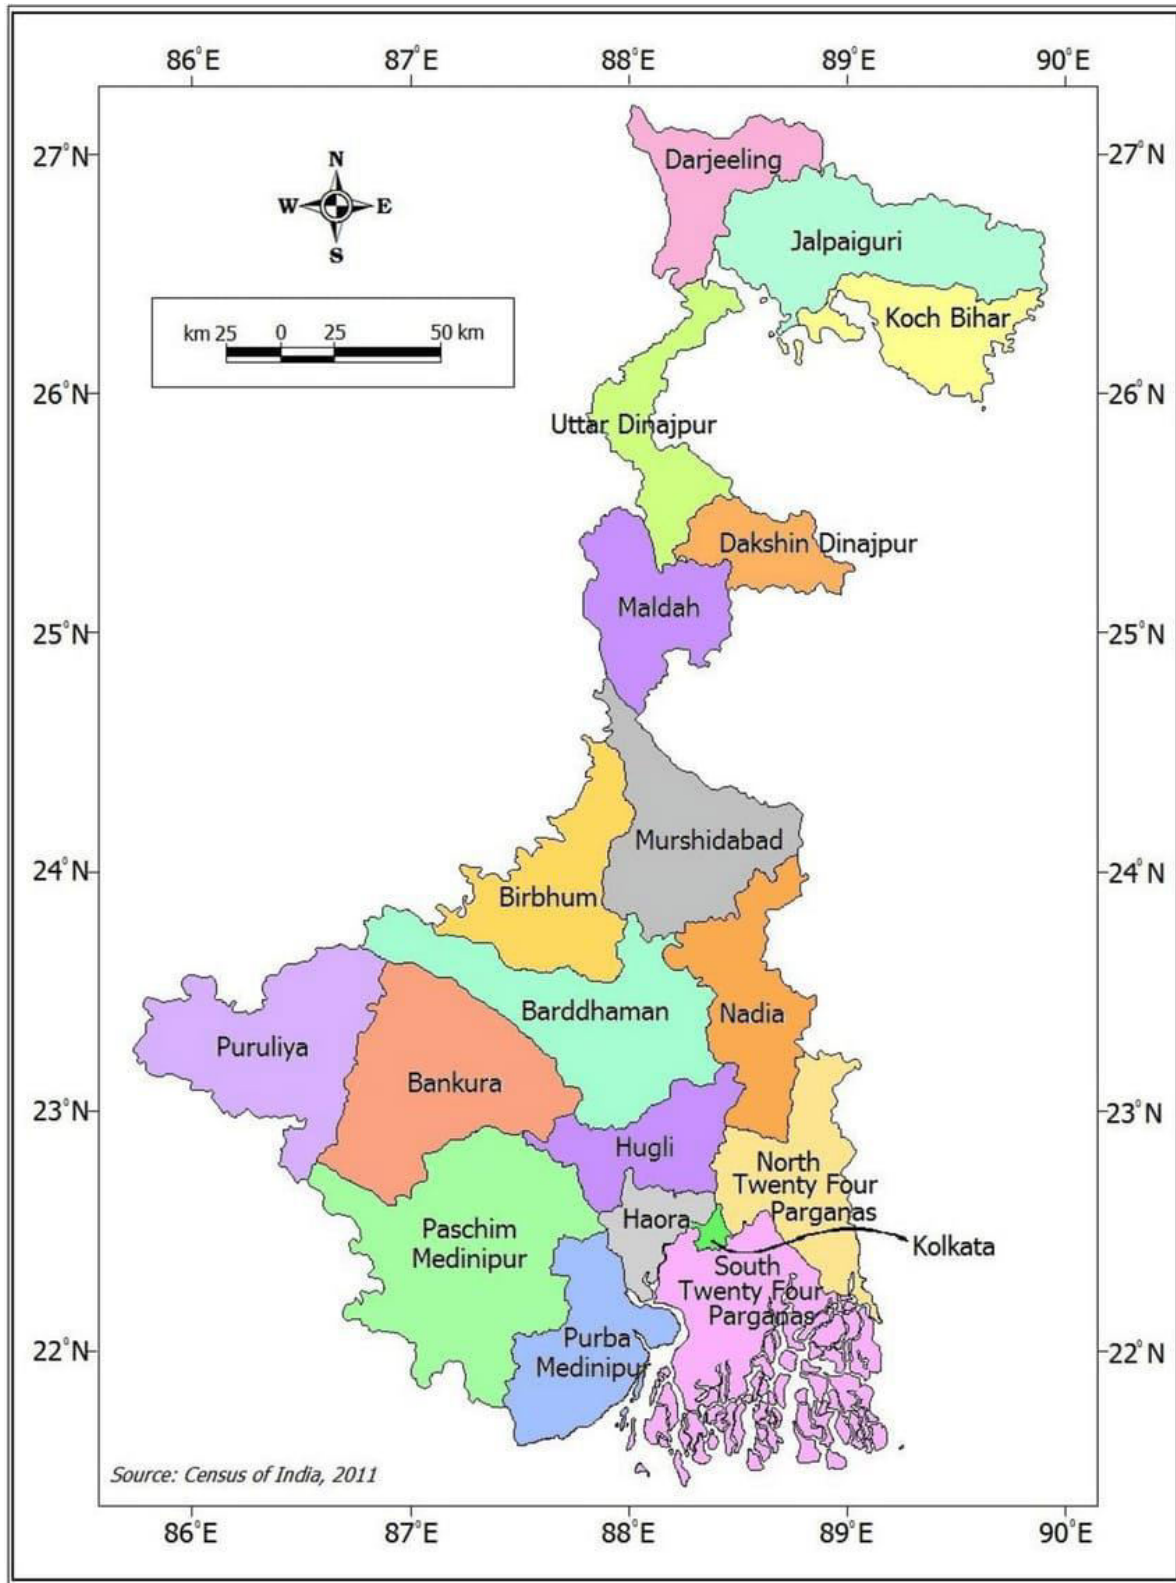 86°E 87°E 88°E 89°E 90°E
27°N
27°N
N
W E
S
km 25 0 25 50 km
26°N
26°N
25°N
25°N
24°N
24°N
23°N
23°N
22°N
22°N
Darjeeling
Jalpaiguri
Koch Bihar
Uttar Dinajpur
Dakshin Dinajpur
Maldah
Murshidabad
Birbhum
Barddhaman
Nadia
Puruliya
Bankura
Hugli
North
Twenty Four
Parganas
Haora
Kolkata
Paschim
Medinipur
South
Twenty Four
Parganas
Purba
Medinipur
Source: Census of India, 2011
86°E 87°E 88°E 89°E 90°E